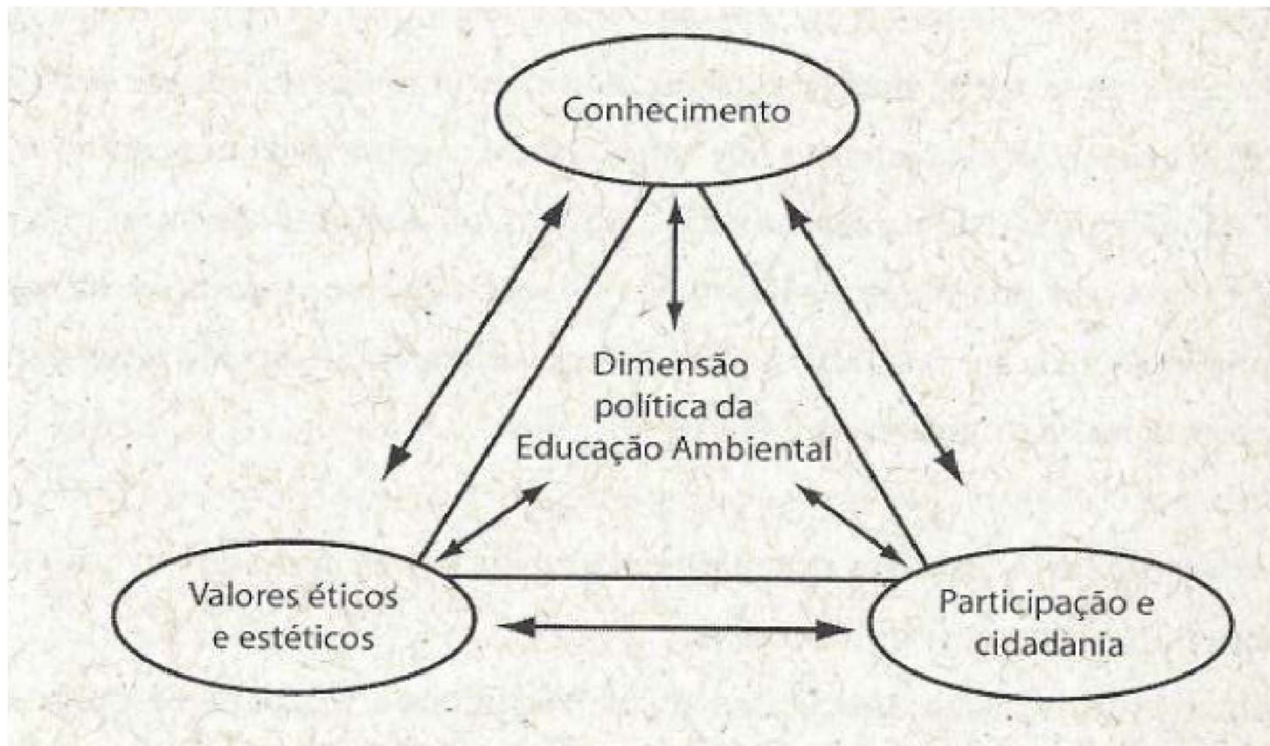 Conhecimento
Dimensão
política da
Educação Ambiental
Valores éticos
e estéticos
Participação e
cidadania